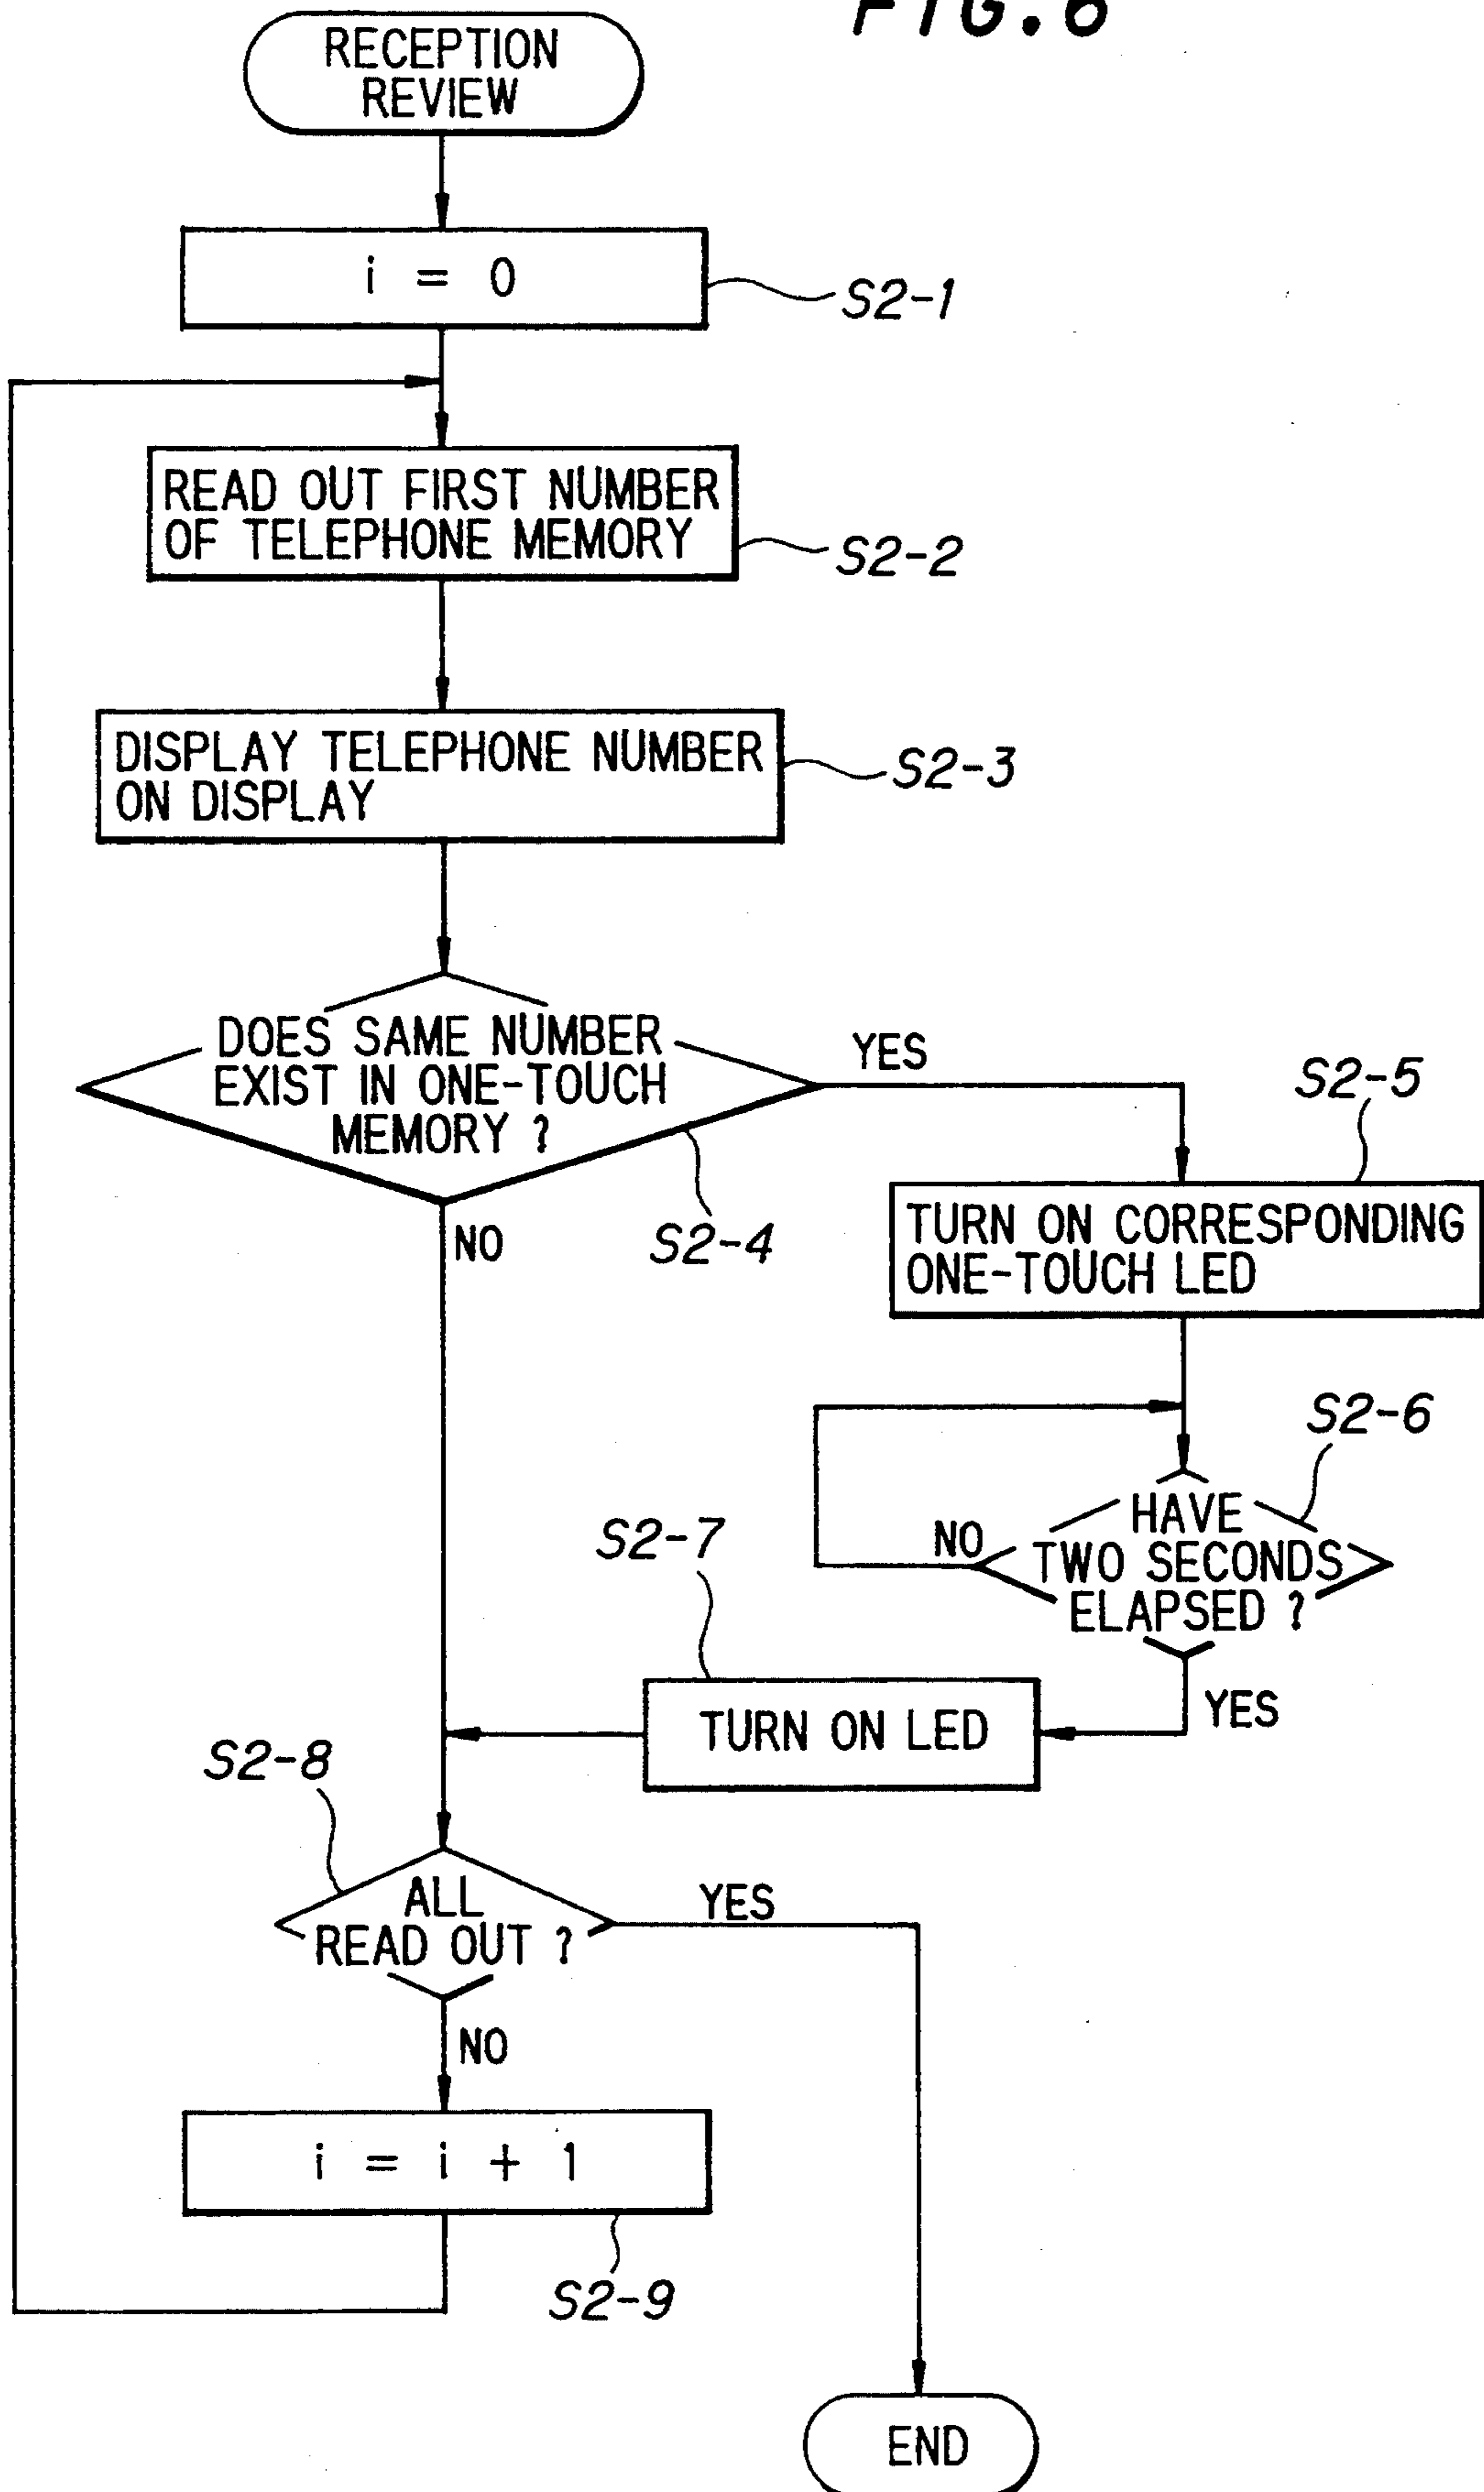 FIG. 6
RECEPTION
REVIEW
i = 0
S2-1
READ OUT FIRST NUMBER
OF TELEPHONE MEMORY
S2-2
DISPLAY TELEPHONE NUMBER
ON DISPLAY
S2-3
DOES SAME NUMBER
EXIST IN ONE-TOUCH
MEMORY ?
YES
NO
S2-4
S2-5
TURN ON CORRESPONDING
ONE-TOUCH LED
S2-6
HAVE
TWO SECONDS
ELAPSED ?
NO
YES
S2-7
TURN ON LED
S2-8
ALL
READ OUT ?
YES
NO
i = i + 1
S2-9
END